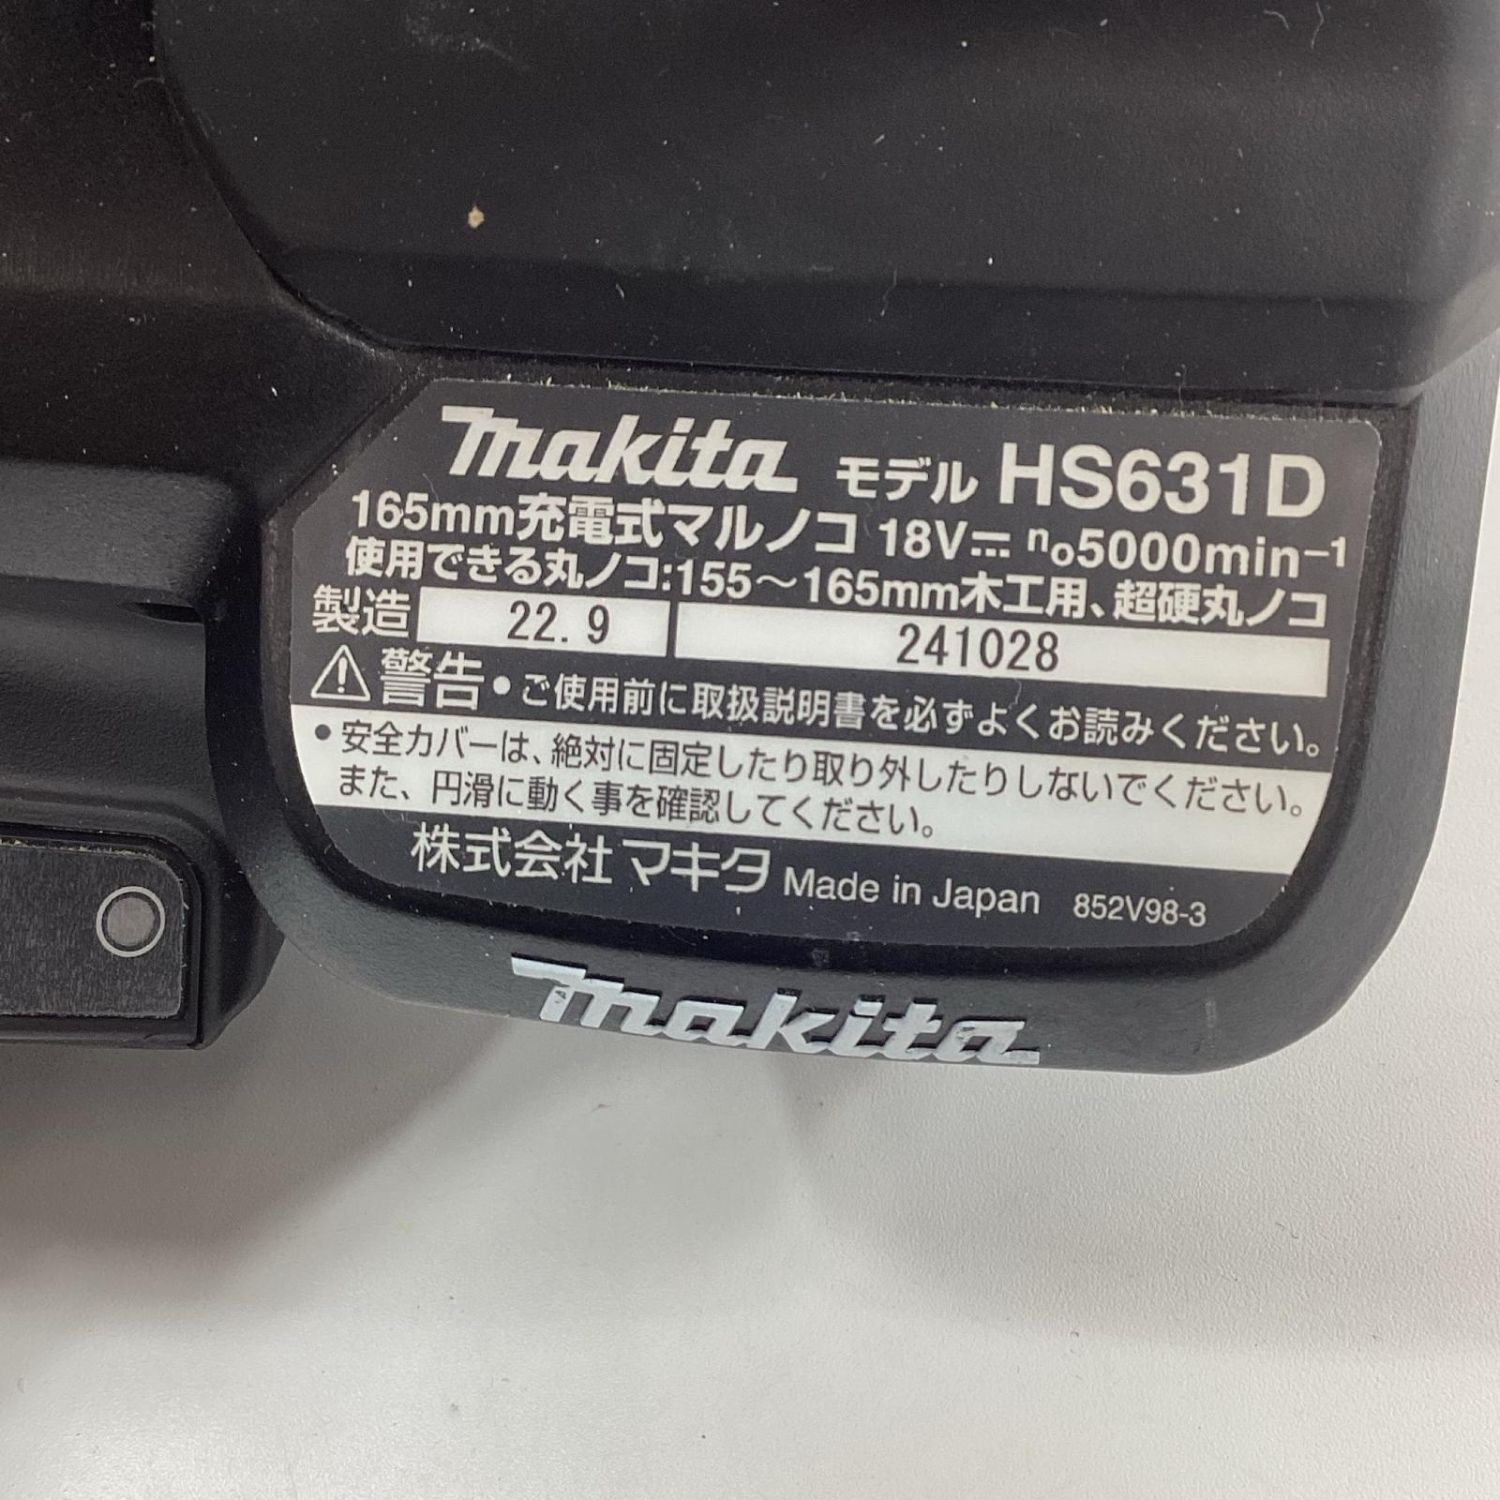 makita モデル HS631D
165mm充電式マルノコ 18V⎓ n₀5000min⁻¹
使用できる丸ノコ:155～165mm木工用、超硬丸ノコ
製造 22.9 241028
⚠警告●ご使用前に取扱説明書を必ずよくお読みください。
●安全カバーは、絶対に固定したり取り外したりしないでください。
また、円滑に動く事を確認してください。
株式会社マキタ Made in Japan 852V98-3
makita